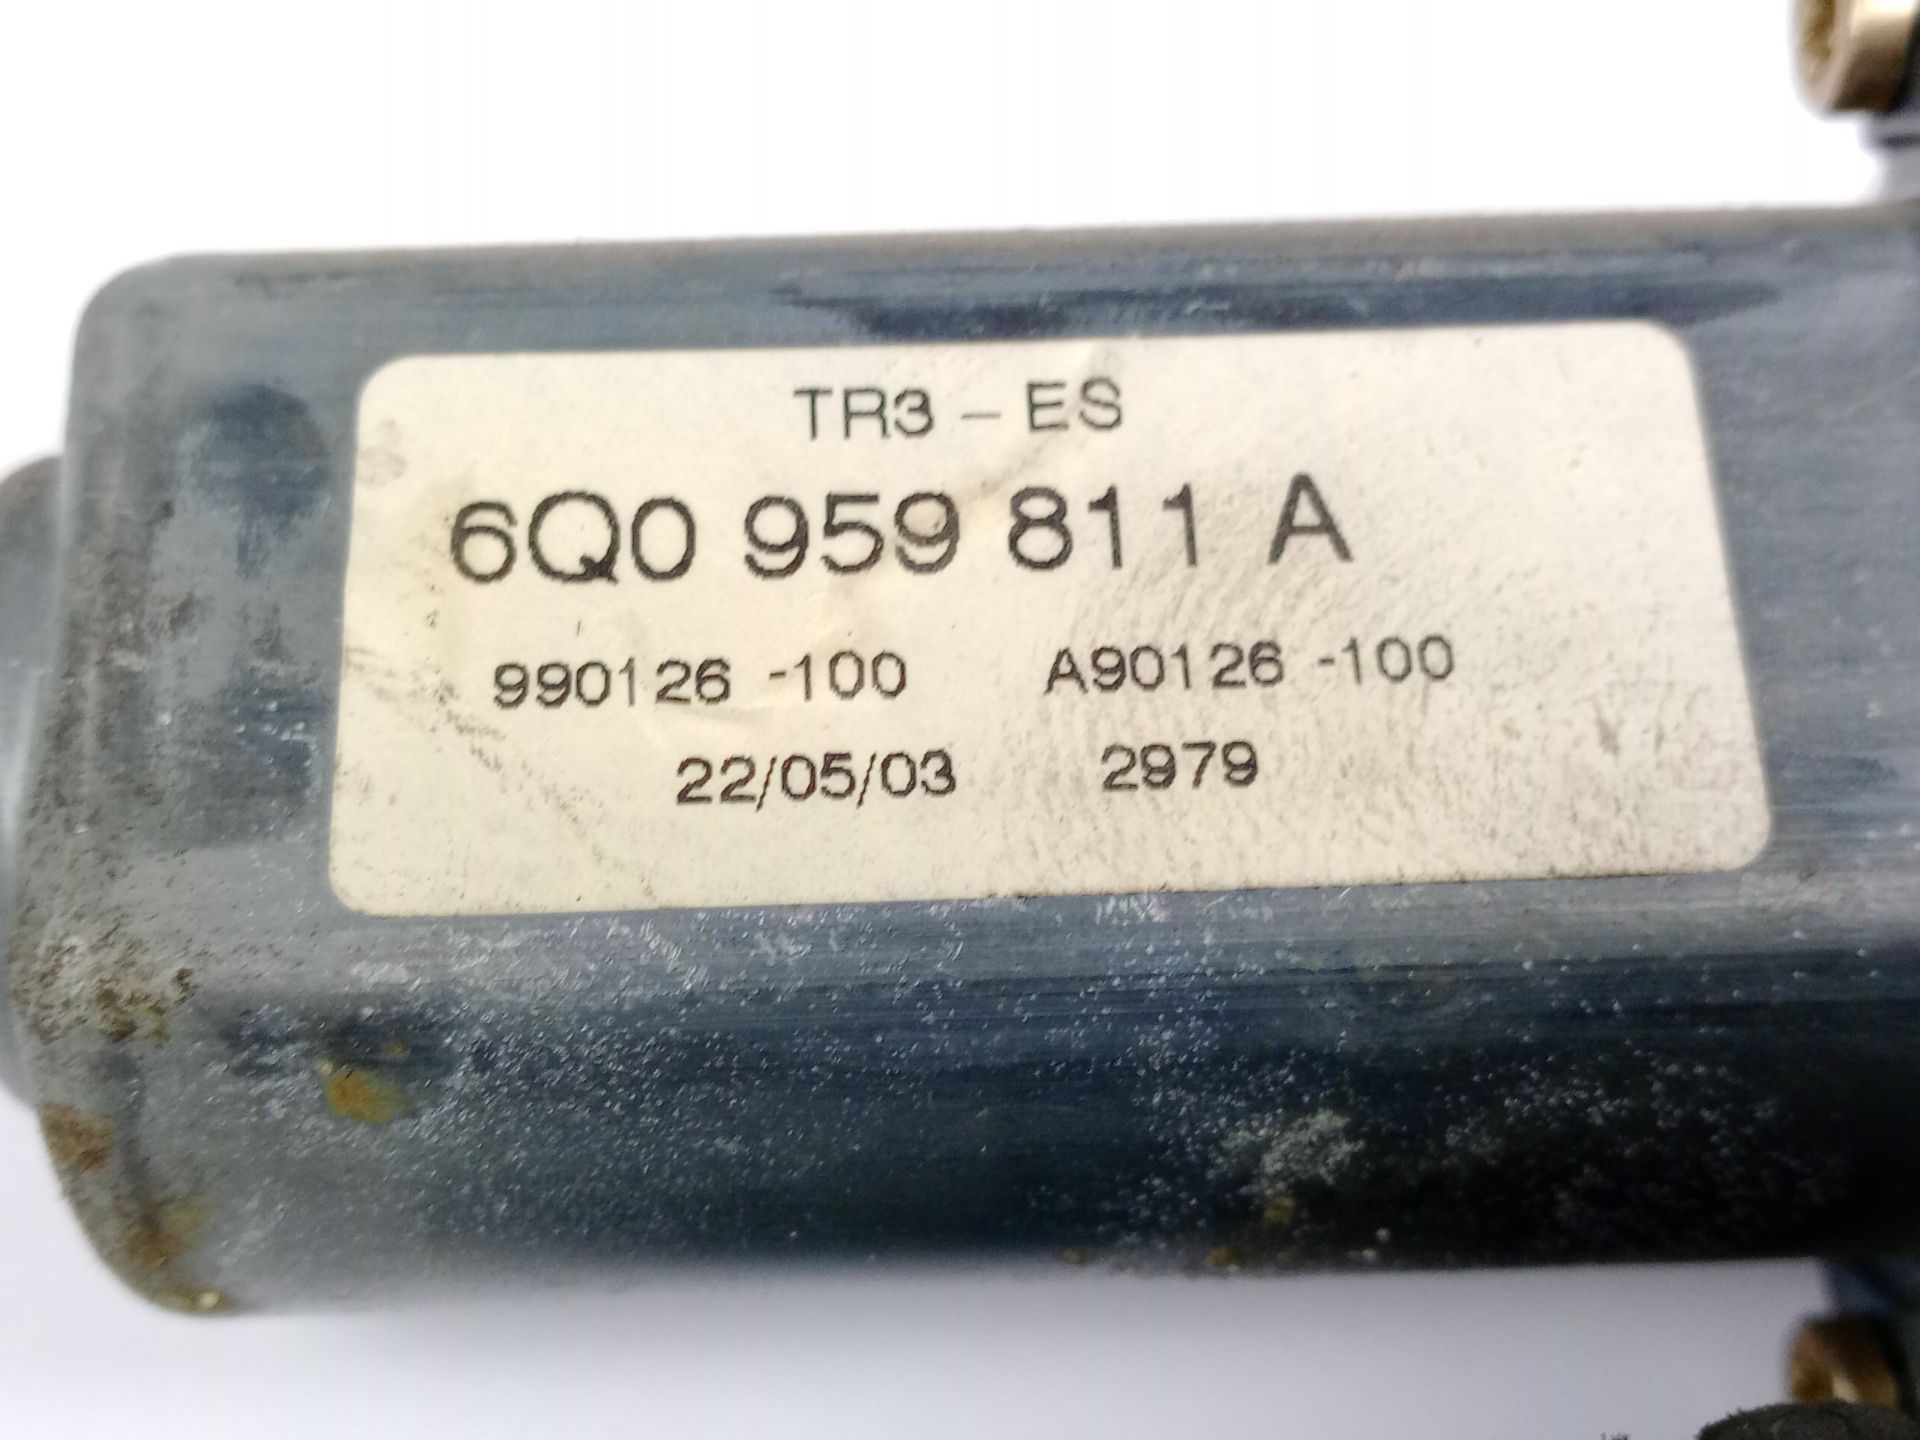 TR3 - ES
6Q0 959 811 A
990126 -100 A90126 -100
22/05/03 2979